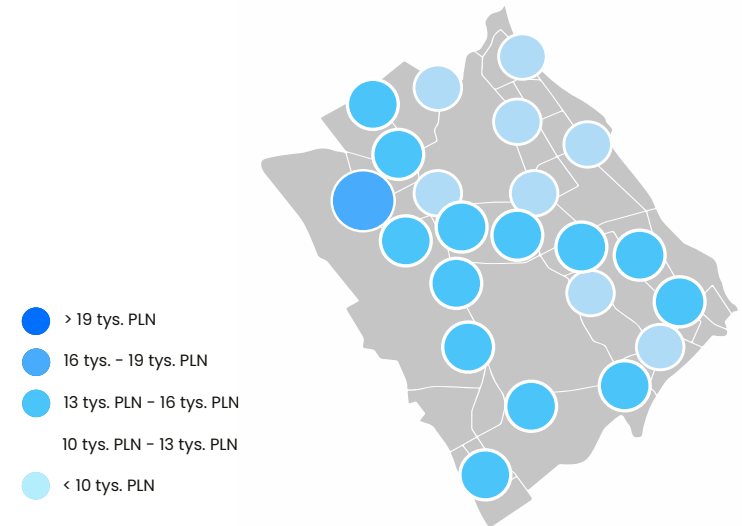 > 19 tys. PLN
16 tys. - 19 tys. PLN
13 tys. PLN - 16 tys. PLN
10 tys. PLN - 13 tys. PLN
< 10 tys. PLN